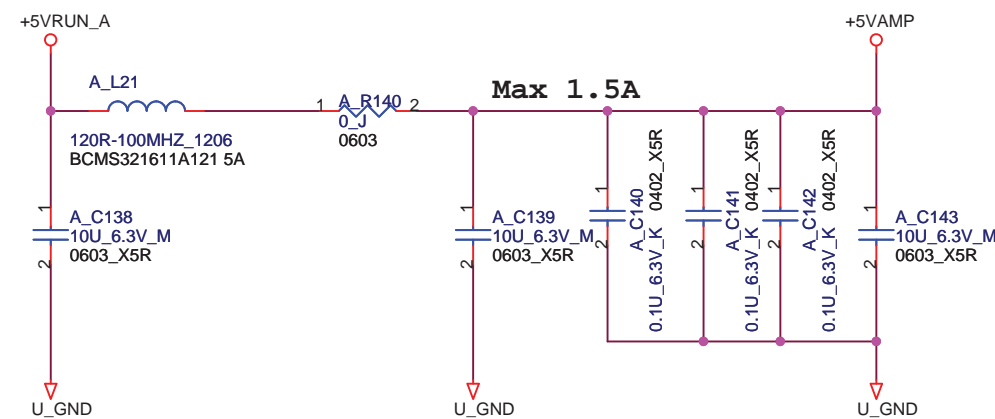 +5VRUN_A
+5VAMP
A_L21
120R-100MHZ_1206
BCMS321611A121 5A
1
A_R140
2
0_J
0603
Max 1.5A
1
2
A_C138
10U_6.3V_M
0603_X5R
1
2
A_C139
10U_6.3V_M
0603_X5R
1
2
A_C140
0.1U_6.3V_K 0402_X5R
1
2
A_C141
0.1U_6.3V_K 0402_X5R
1
2
A_C142
0.1U_6.3V_K 0402_X5R
1
2
A_C143
10U_6.3V_M
0603_X5R
U_GND
U_GND
U_GND